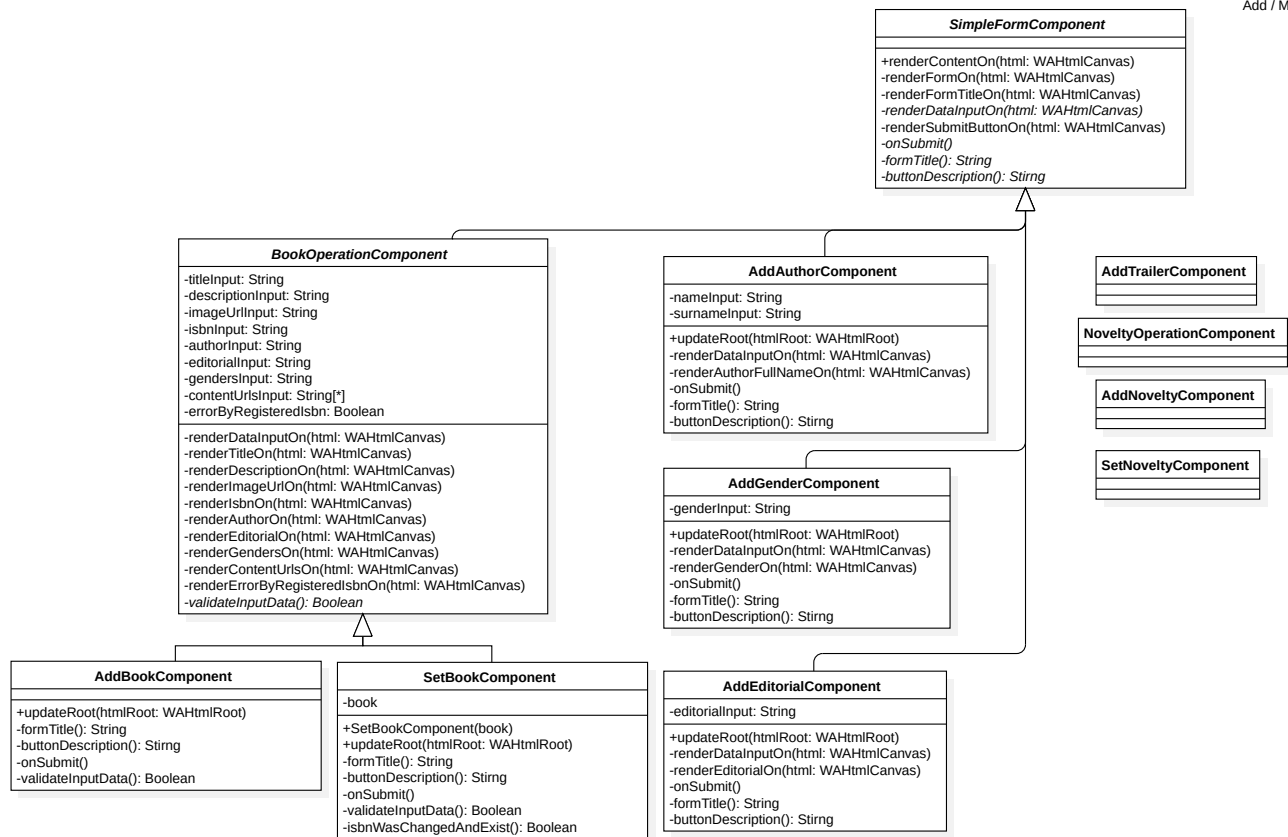 Add / M
SimpleFormComponent
+renderContentOn(html: WAHtmlCanvas)
-renderFormOn(html: WAHtmlCanvas)
-renderFormTitleOn(html: WAHtmlCanvas)
-renderDataInputOn(html: WAHtmlCanvas)
-renderSubmitButtonOn(html: WAHtmlCanvas)
-onSubmit()
-formTitle(): String
-buttonDescription(): Stirng
BookOperationComponent
-titleInput: String
-descriptionInput: String
-imageUrlInput: String
-isbnInput: String
-authorInput: String
-editorialInput: String
-gendersInput: String
-contentUrlsInput: String[*]
-errorByRegisteredIsbn: Boolean
-renderDataInputOn(html: WAHtmlCanvas)
-renderTitleOn(html: WAHtmlCanvas)
-renderDescriptionOn(html: WAHtmlCanvas)
-renderImageUrlOn(html: WAHtmlCanvas)
-renderIsbnOn(html: WAHtmlCanvas)
-renderAuthorOn(html: WAHtmlCanvas)
-renderEditorialOn(html: WAHtmlCanvas)
-renderGendersOn(html: WAHtmlCanvas)
-renderContentUrlsOn(html: WAHtmlCanvas)
-renderErrorByRegisteredIsbnOn(html: WAHtmlCanvas)
-validateInputData(): Boolean
AddAuthorComponent
-nameInput: String
-surnameInput: String
+updateRoot(htmlRoot: WAHtmlRoot)
-renderDataInputOn(html: WAHtmlCanvas)
-renderAuthorFullNameOn(html: WAHtmlCanvas)
-onSubmit()
-formTitle(): String
-buttonDescription(): Stirng
AddTrailerComponent
NoveltyOperationComponent
AddNoveltyComponent
SetNoveltyComponent
AddGenderComponent
-genderInput: String
+updateRoot(htmlRoot: WAHtmlRoot)
-renderDataInputOn(html: WAHtmlCanvas)
-renderGenderOn(html: WAHtmlCanvas)
-onSubmit()
-formTitle(): String
-buttonDescription(): Stirng
AddBookComponent
+updateRoot(htmlRoot: WAHtmlRoot)
-formTitle(): String
-buttonDescription(): Stirng
-onSubmit()
-validateInputData(): Boolean
SetBookComponent
-book
+SetBookComponent(book)
+updateRoot(htmlRoot: WAHtmlRoot)
-formTitle(): String
-buttonDescription(): Stirng
-onSubmit()
-validateInputData(): Boolean
-isbnWasChangedAndExist(): Boolean
AddEditorialComponent
-editorialInput: String
+updateRoot(htmlRoot: WAHtmlRoot)
-renderDataInputOn(html: WAHtmlCanvas)
-renderEditorialOn(html: WAHtmlCanvas)
-onSubmit()
-formTitle(): String
-buttonDescription(): Stirng